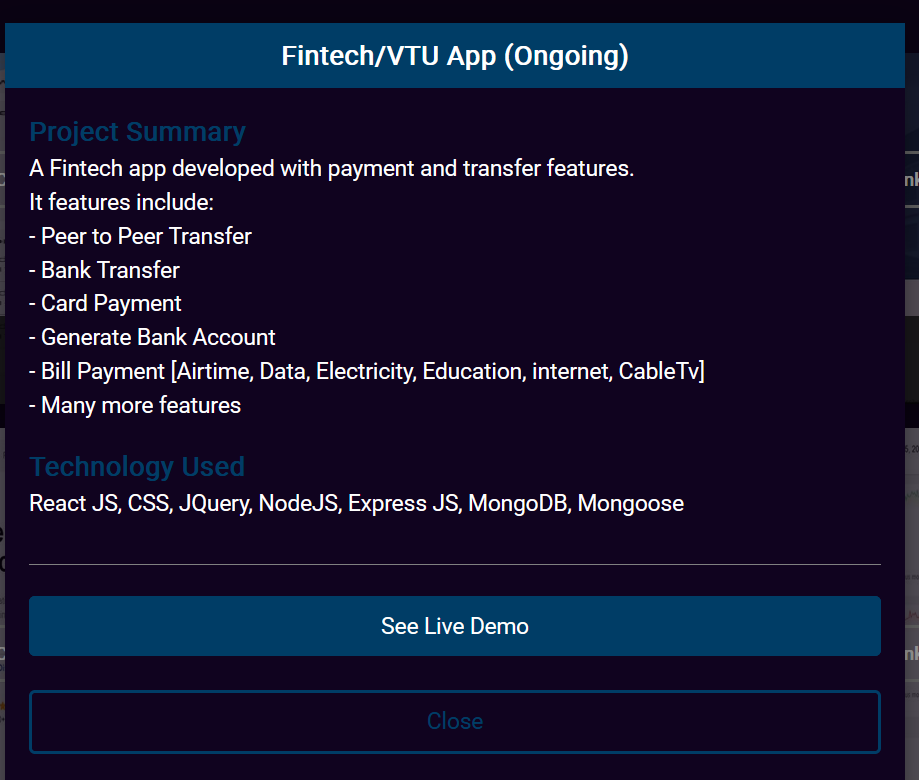 Fintech/VTU App (Ongoing)
Project Summary
A Fintech app developed with payment and transfer features.
It features include:
- Peer to Peer Transfer
- Bank Transfer
- Card Payment
- Generate Bank Account
- Bill Payment [Airtime, Data, Electricity, Education, internet, CableTv]
- Many more features
Technology Used
React JS, CSS, JQuery, NodeJS, Express JS, MongoDB, Mongoose
See Live Demo
Close